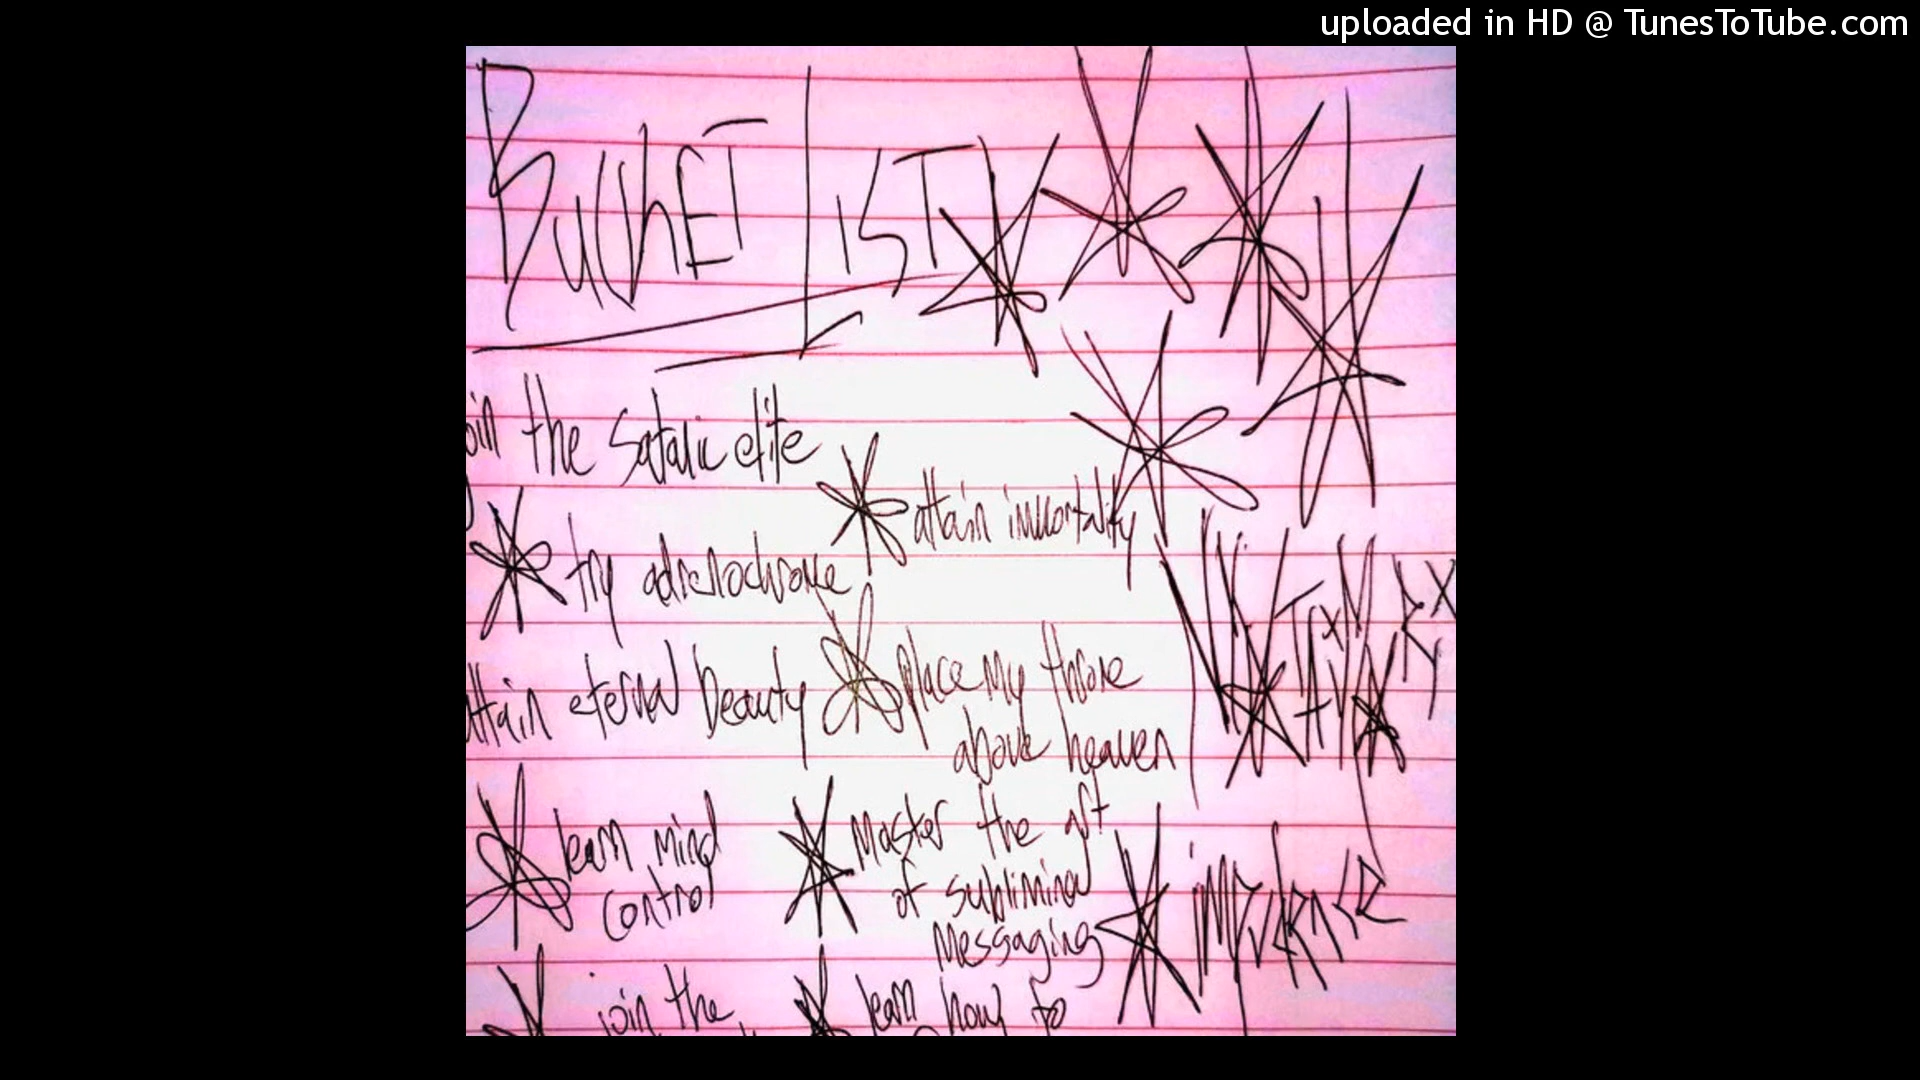 uploaded in HD @ TunesToTube.com
BUCkET LIST
oin the Satanic elite
attain immortality
try adrenochrome
attain eternal beauty
place my throne
above heaven
learn mind
control
Master the art
of subliminal
Messaging
join the
learn how to